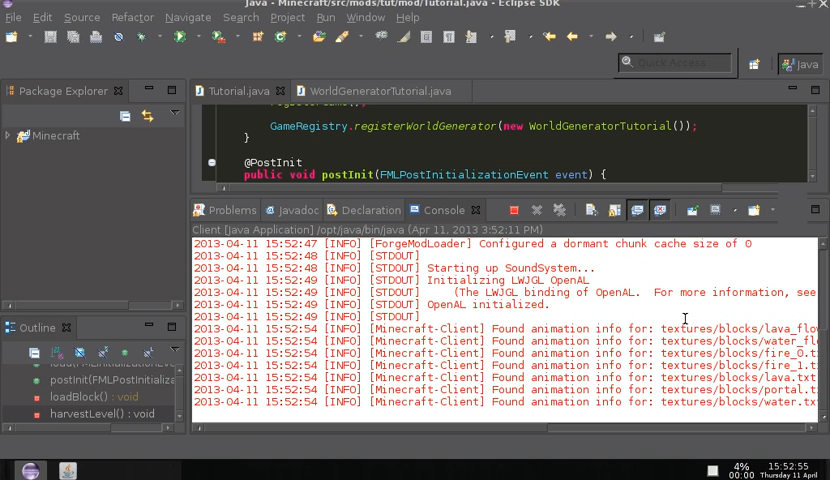 Java - Minecraft/src/mods/tut/mod/Tutorial.java - Eclipse SDK
File Edit Source Refactor Navigate Search Project Run Window Help
Quick Access
Java
Package Explorer
Minecraft
Tutorial.java
WorldGeneratorTutorial.java
GameRegistry.registerWorldGenerator(new WorldGeneratorTutorial());
}
@PostInit
public void postInit(FMLPostInitializationEvent event) {
Problems Javadoc Declaration Console
Client [Java Application] /opt/java/bin/java (Apr 11, 2013 3:52:11 PM)
2013-04-11 15:52:47 [INFO] [ForgeModLoader] Configured a dormant chunk cache size of 0
2013-04-11 15:52:48 [INFO] [STDOUT]
2013-04-11 15:52:48 [INFO] [STDOUT] Starting up SoundSystem...
2013-04-11 15:52:49 [INFO] [STDOUT] Initializing LWJGL OpenAL
2013-04-11 15:52:49 [INFO] [STDOUT]     (The LWJGL binding of OpenAL.  For more information, see
2013-04-11 15:52:49 [INFO] [STDOUT] OpenAL initialized.
2013-04-11 15:52:49 [INFO] [STDOUT]
2013-04-11 15:52:54 [INFO] [Minecraft-Client] Found animation info for: textures/blocks/lava_flo
2013-04-11 15:52:54 [INFO] [Minecraft-Client] Found animation info for: textures/blocks/water_fl
2013-04-11 15:52:54 [INFO] [Minecraft-Client] Found animation info for: textures/blocks/fire_0.t
2013-04-11 15:52:54 [INFO] [Minecraft-Client] Found animation info for: textures/blocks/fire_1.t
2013-04-11 15:52:54 [INFO] [Minecraft-Client] Found animation info for: textures/blocks/lava.txt
2013-04-11 15:52:54 [INFO] [Minecraft-Client] Found animation info for: textures/blocks/portal.t
2013-04-11 15:52:54 [INFO] [Minecraft-Client] Found animation info for: textures/blocks/water.tx
Outline
postInit(FMLPostInitializa
loadBlock() : void
harvestLevel() : void
4%
00:00
15:52:55
Thursday 11 April